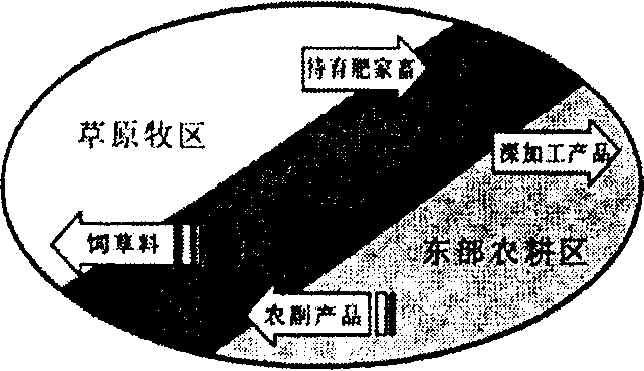 待育肥家畜
草原牧区
深加工产品
饲草料
东部农耕区
农副产品